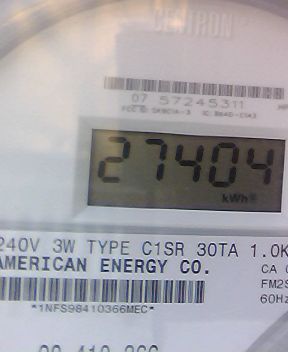 CENTRON
07 57245311
27404
kWh
240V 3W TYPE C1SR 30TA 1.0K
AMERICAN ENERGY CO.
CA
FM2S
60Hz
*1NFS98410366MEC*